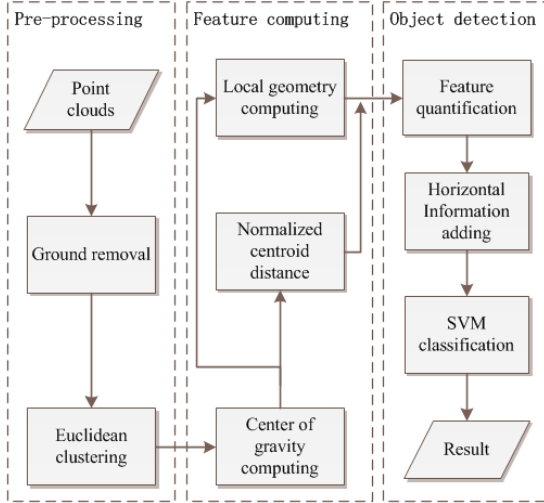 Pre-processing
Point
clouds
Ground removal
Euclidean
clustering
Feature computing
Local geometry
computing
Normalized
centroid
distance
Center of
gravity
computing
Object detection
Feature
quantification
Horizontal
Information
adding
SVM
classification
Result